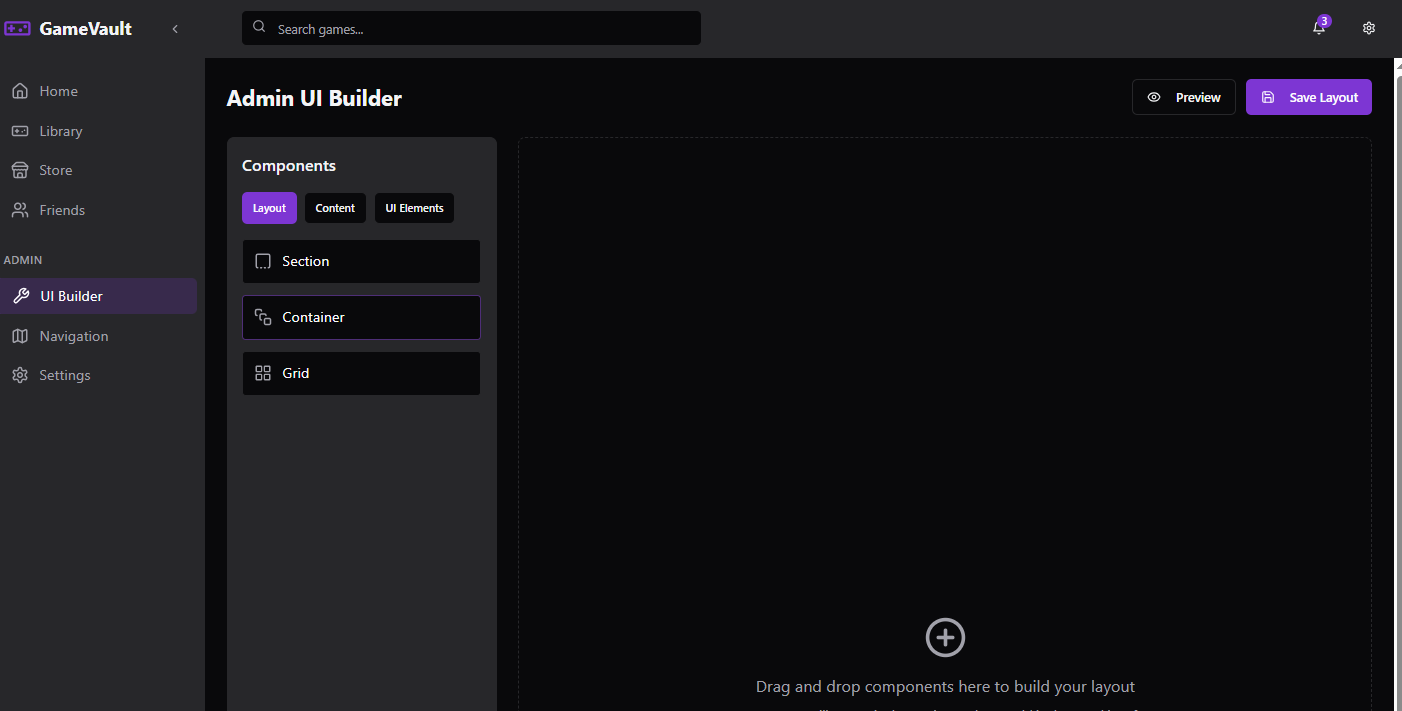 GameVault
Search games...
3
Home
Library
Store
Friends
ADMIN
UI Builder
Navigation
Settings
Admin UI Builder
Preview
Save Layout
Components
Layout
Content
UI Elements
Section
Container
Grid
Drag and drop components here to build your layout